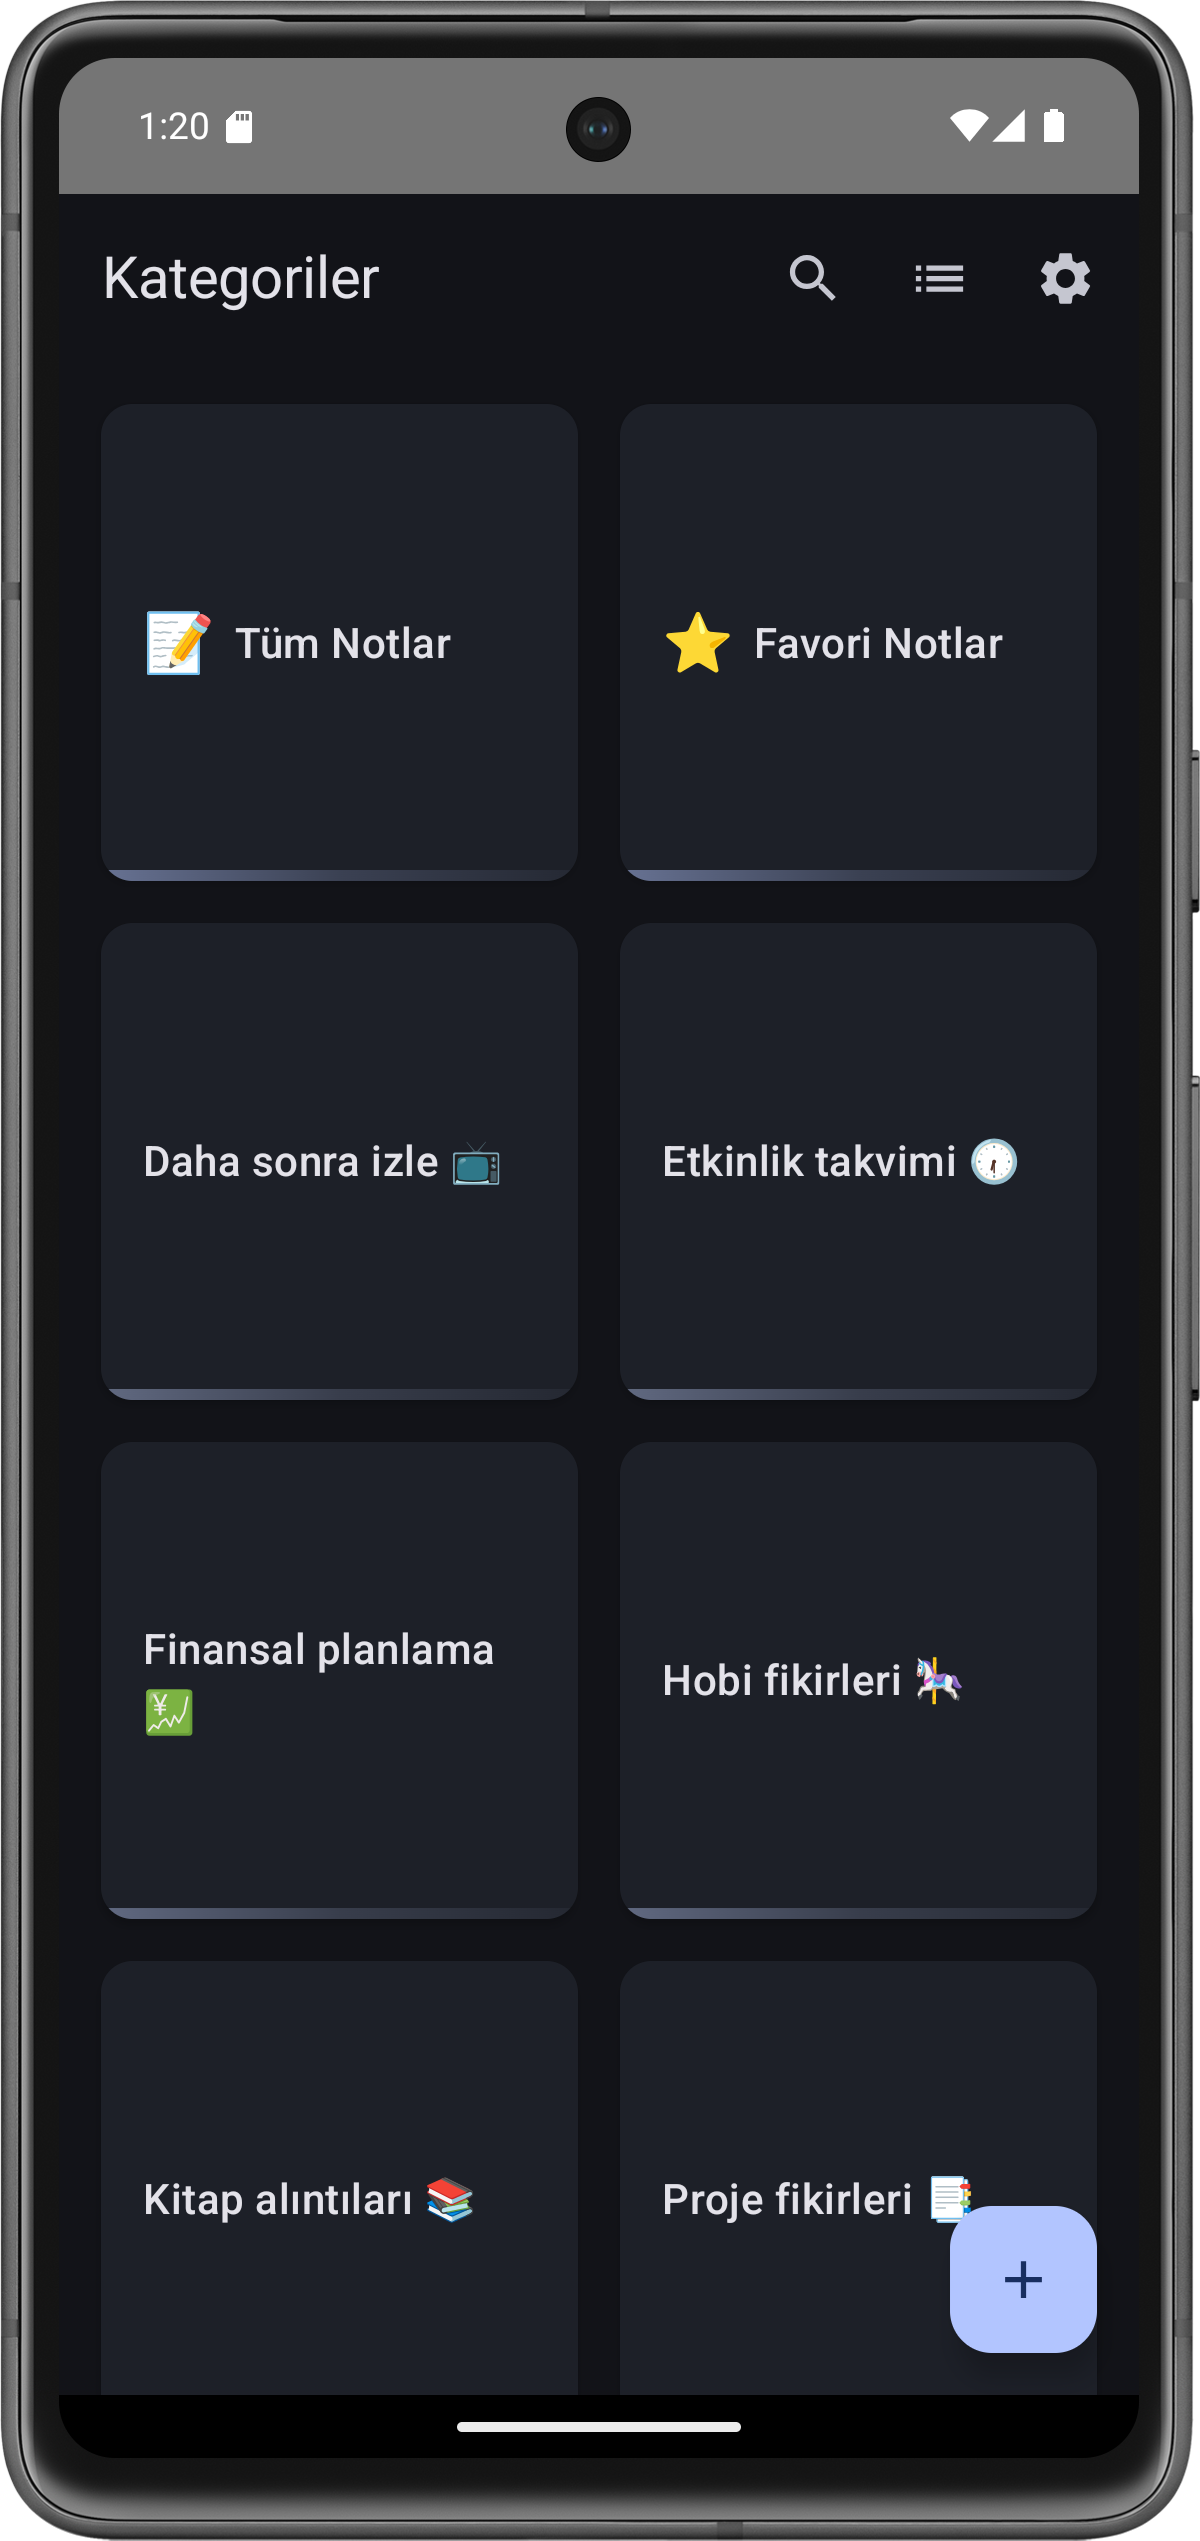 1:20
Kategoriler
📝 Tüm Notlar
⭐ Favori Notlar
Daha sonra izle 📺
Etkinlik takvimi 🕡
Finansal planlama
💹
Hobi fikirleri 🎠
Kitap alıntıları 📚
Proje fikirleri 📑